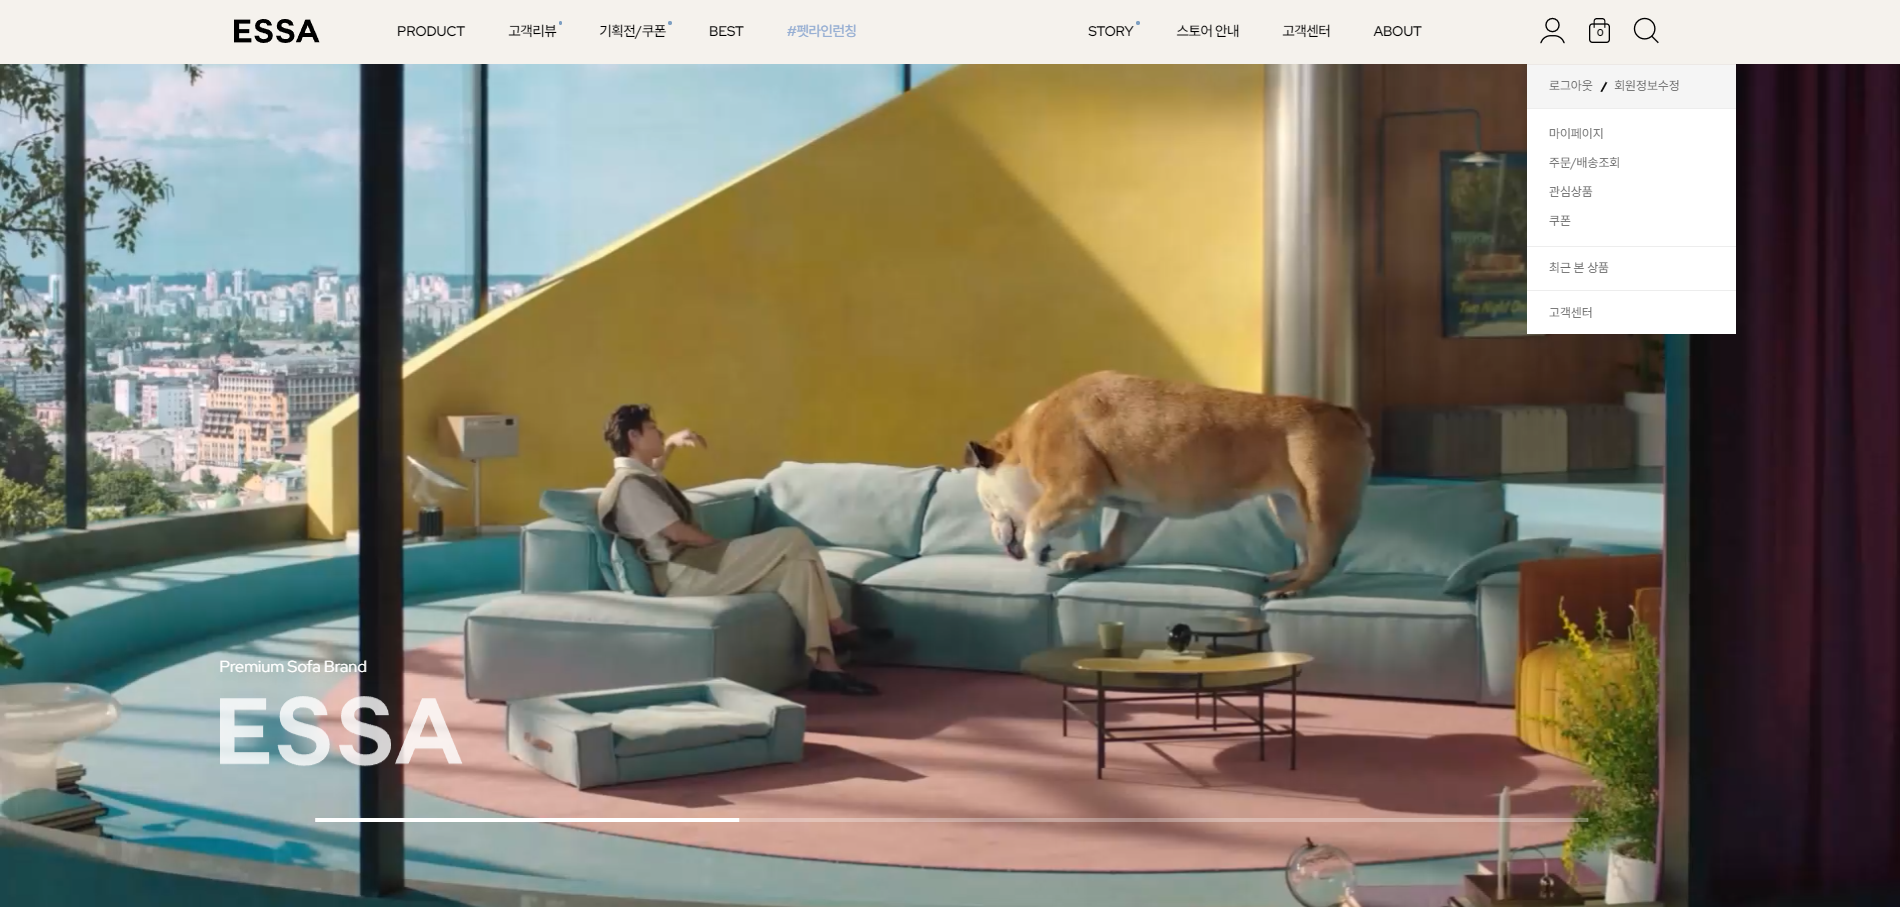 ESSA
PRODUCT
고객리뷰
기획전/쿠폰
BEST
#펫라인런칭
STORY
스토어 안내
고객센터
ABOUT
0
로그아웃 / 회원정보수정
마이페이지
주문/배송조회
관심상품
쿠폰
최근 본 상품
고객센터
Premium Sofa Brand
ESSA